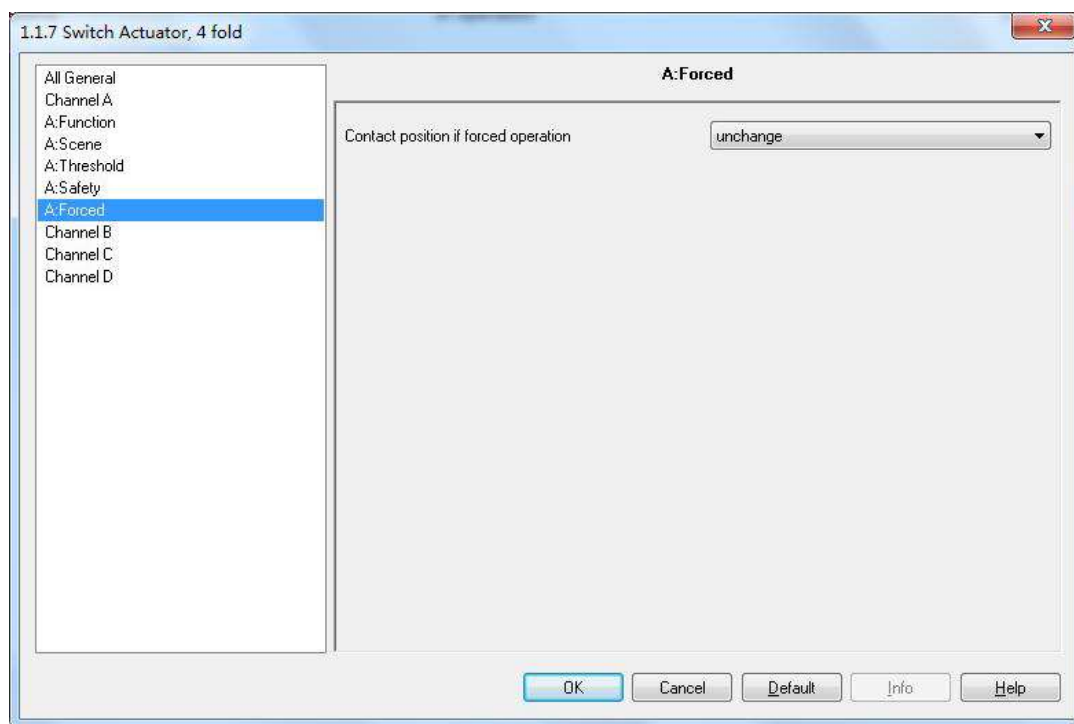 1.1.7 Switch Actuator, 4 fold
All General
Channel A
A:Function
A:Scene
A:Threshold
A:Safety
A:Forced
Channel B
Channel C
Channel D
A:Forced
Contact position if forced operation unchange
OK Cancel Default Info Help